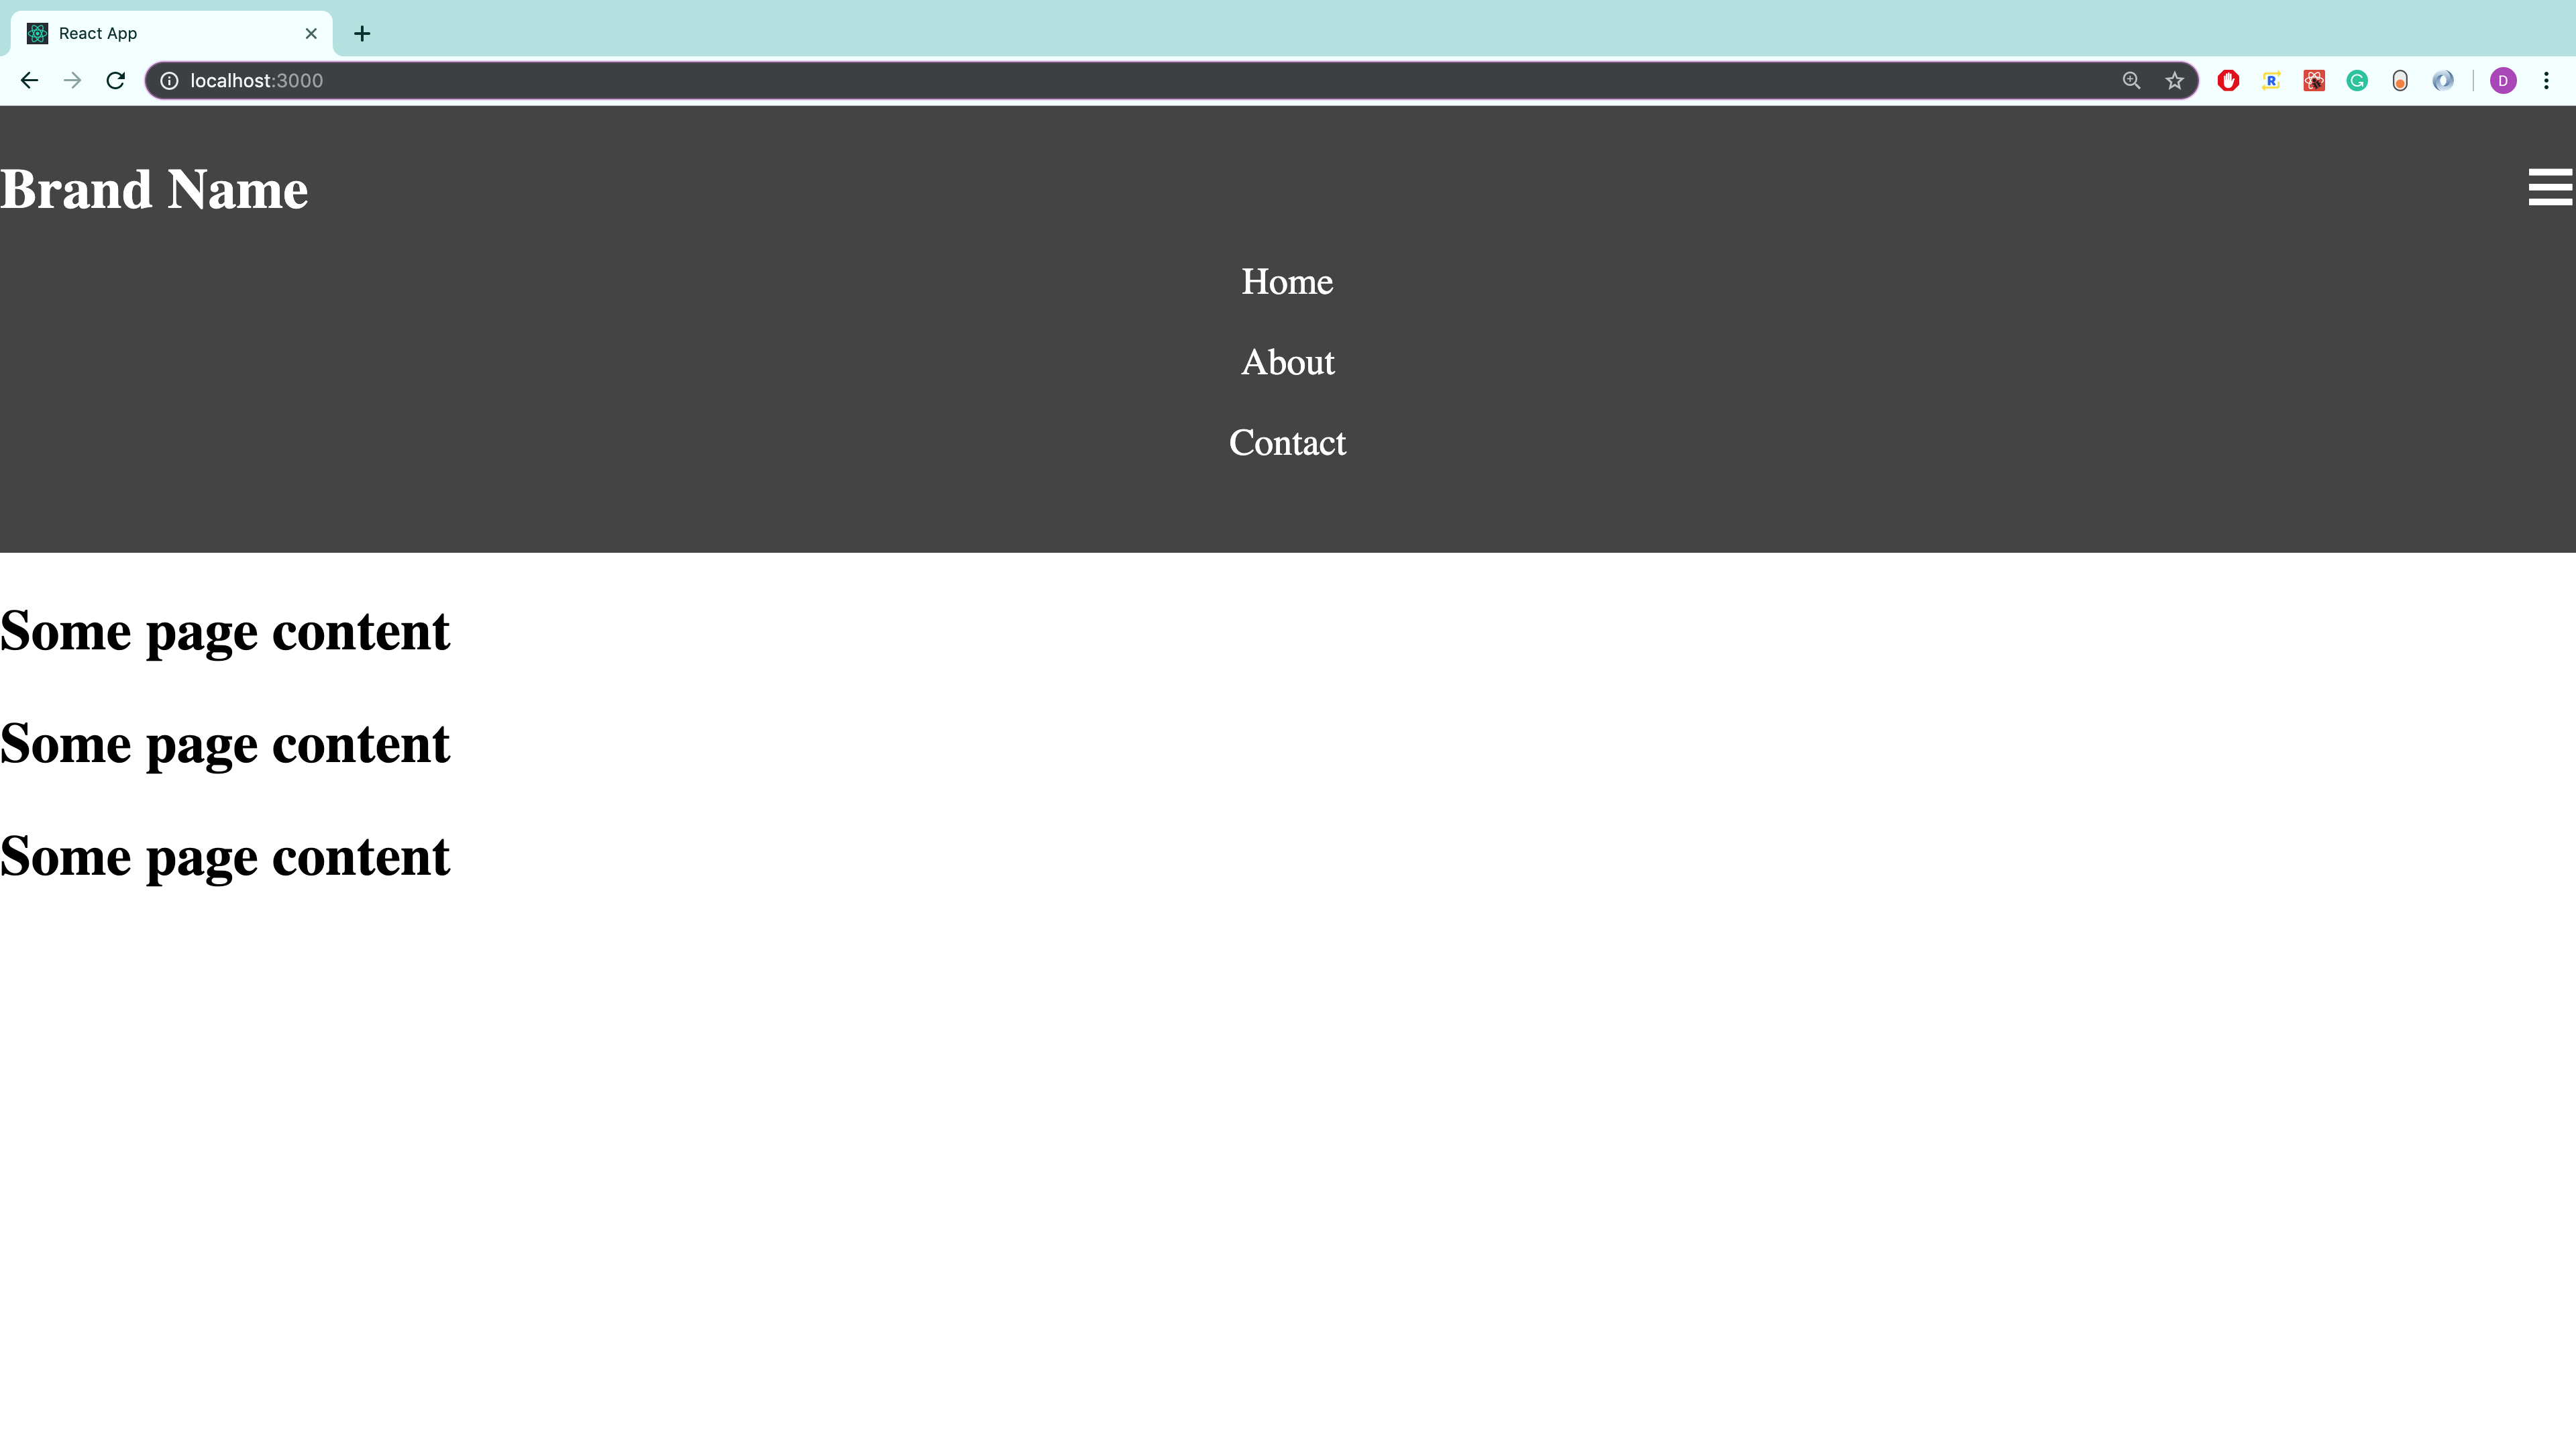 React App
localhost:3000
R
G
D
Brand Name
Home
About
Contact
Some page content
Some page content
Some page content